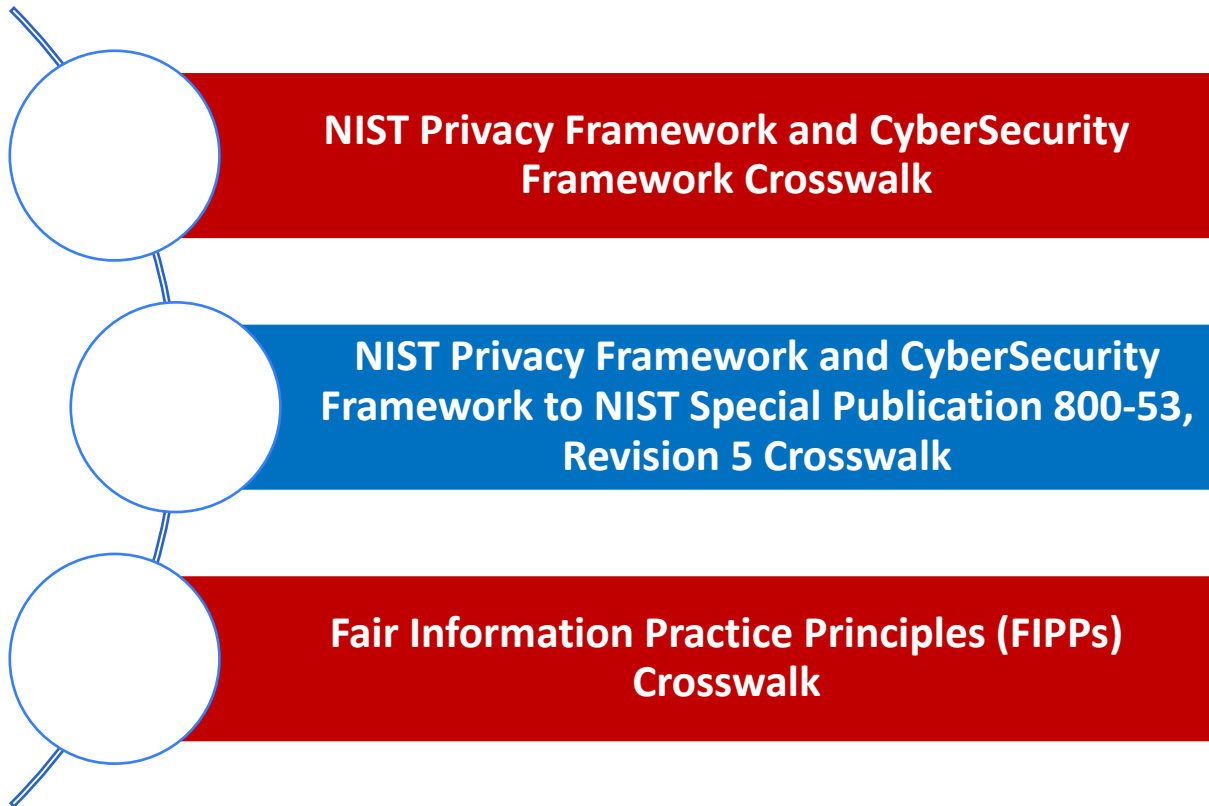 NIST Privacy Framework and CyberSecurity
Framework Crosswalk
NIST Privacy Framework and CyberSecurity
Framework to NIST Special Publication 800-53,
Revision 5 Crosswalk
Fair Information Practice Principles (FIPPs)
Crosswalk